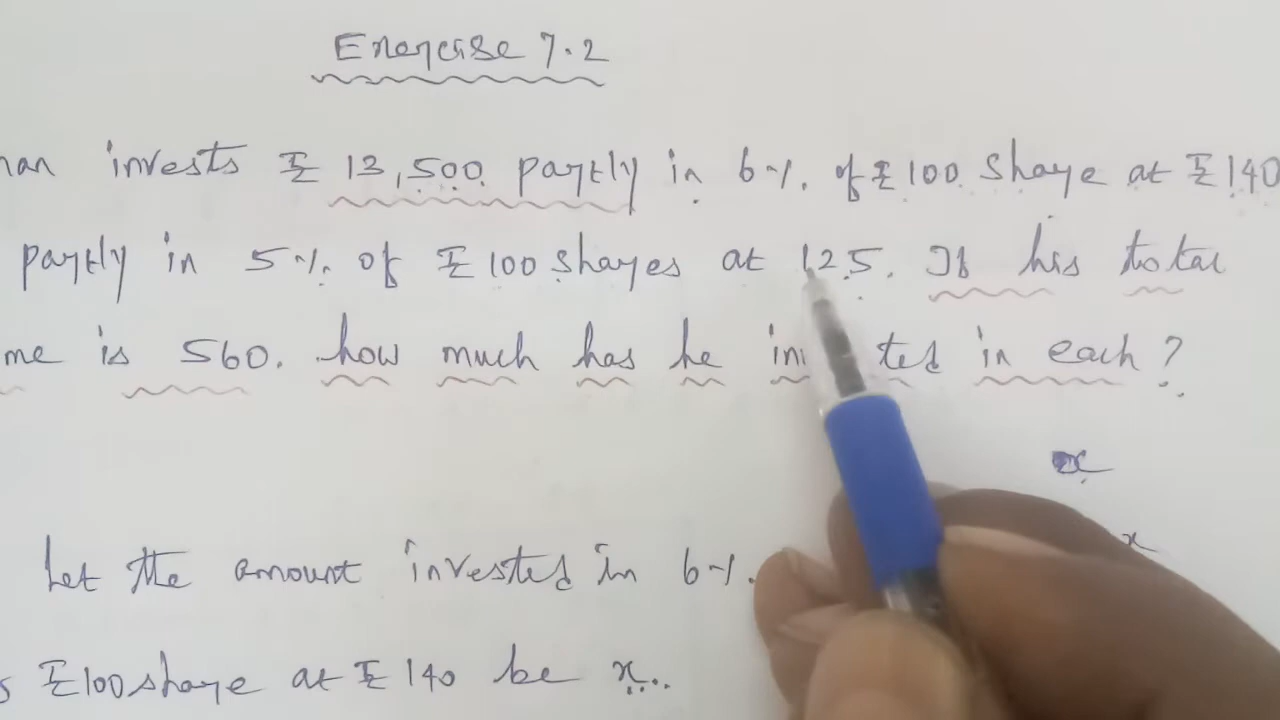 Exercise 7.2
man invests ₹ 13,500 partly in 6%. of ₹100 Share at ₹140
partly in 5%. of ₹100 Shares at 125. If his total
me is 560. how much has he in ted in each?
x
x
Let the amount invested in 6%.
s ₹100 share at ₹140 be x..